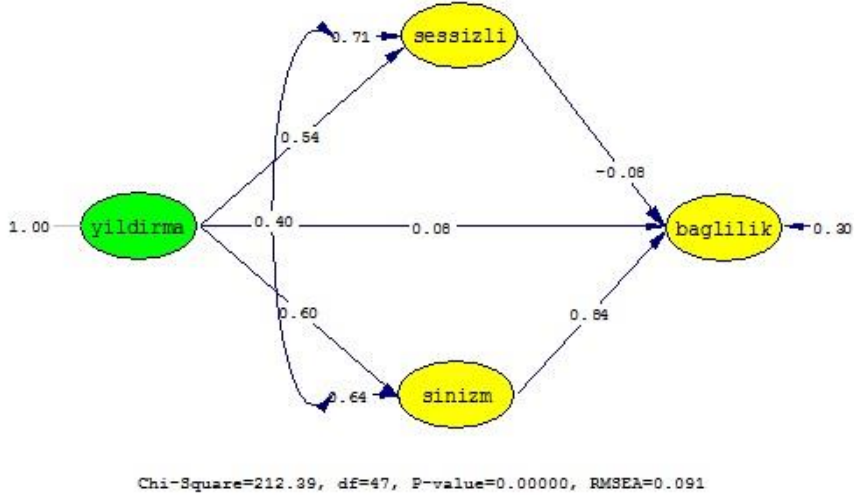 0.71
sessizli
0.54
-0.08
1.00
yildirma
0.40
0.08
baglilik
0.30
0.60
0.84
0.64
sinizm
Chi-Square=212.39, df=47, P-value=0.00000, RMSEA=0.091